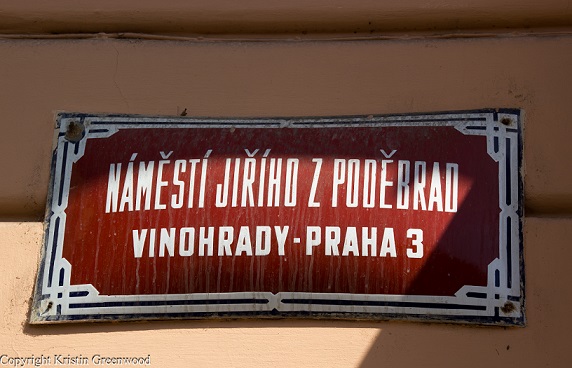 NÁMĚSTÍ JIŘÍHO Z PODĚBRAD
VINOHRADY-PRAHA 3
Copyright Kristin Greenwood